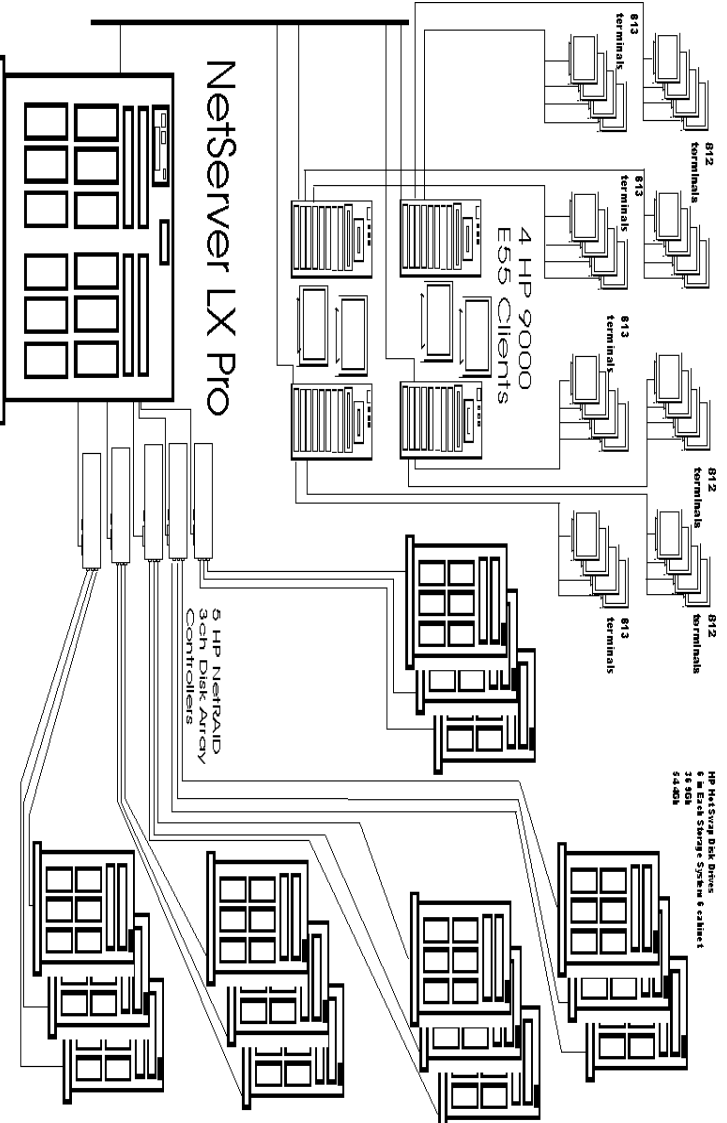 812
terminals
812
terminals
812
terminals
HP Hot Swap Disk Drives
6 in Each Storage System 6 cabinet
36 9Gb
54 4Gb
813
terminals
813
terminals
813
terminals
813
terminals
4 HP 9000
E55 Clients
NetServer LX Pro
5 HP NetRAID
3ch Disk Array
Controllers